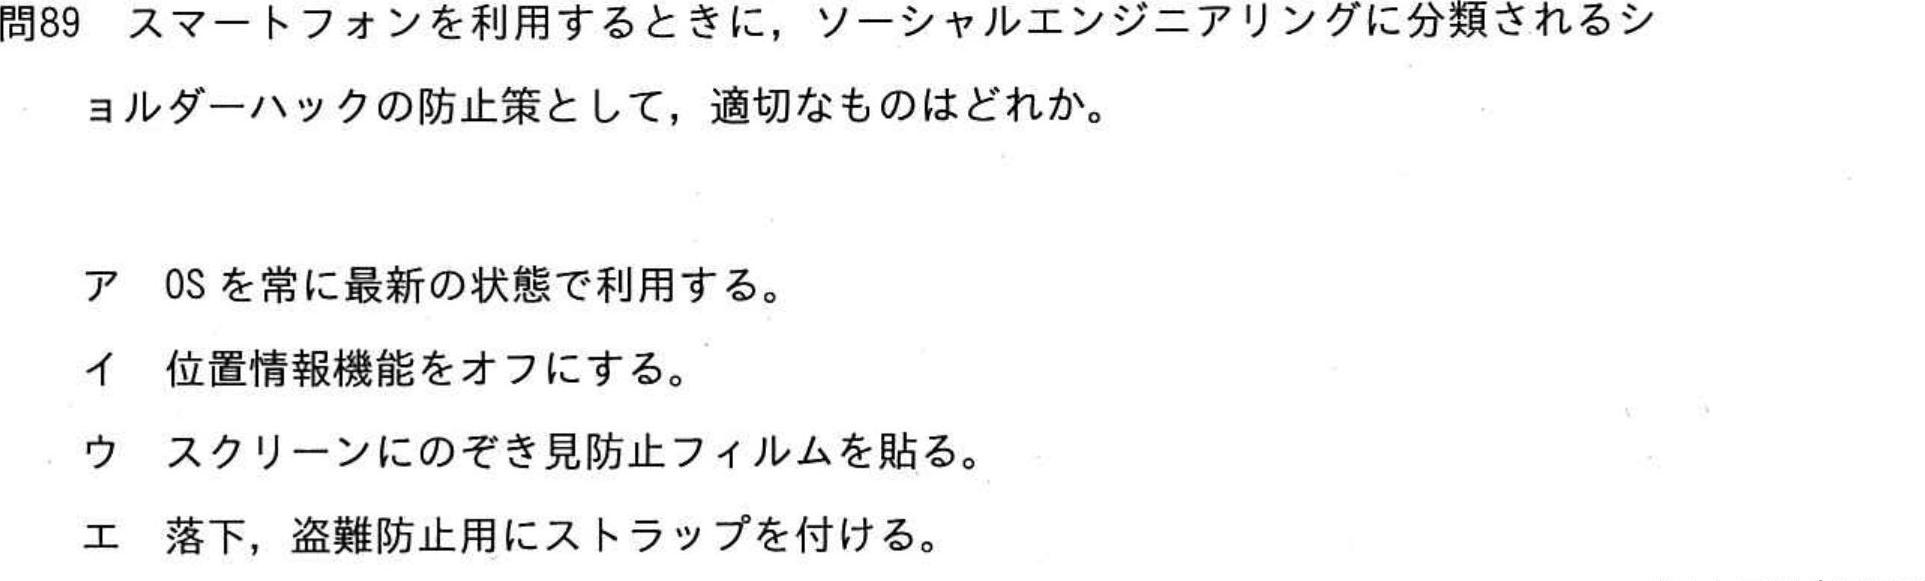 問89　スマートフォンを利用するときに，ソーシャルエンジニアリングに分類されるシ
ョルダーハックの防止策として，適切なものはどれか。
ア　OSを常に最新の状態で利用する。
イ　位置情報機能をオフにする。
ウ　スクリーンにのぞき見防止フィルムを貼る。
エ　落下，盗難防止用にストラップを付ける。